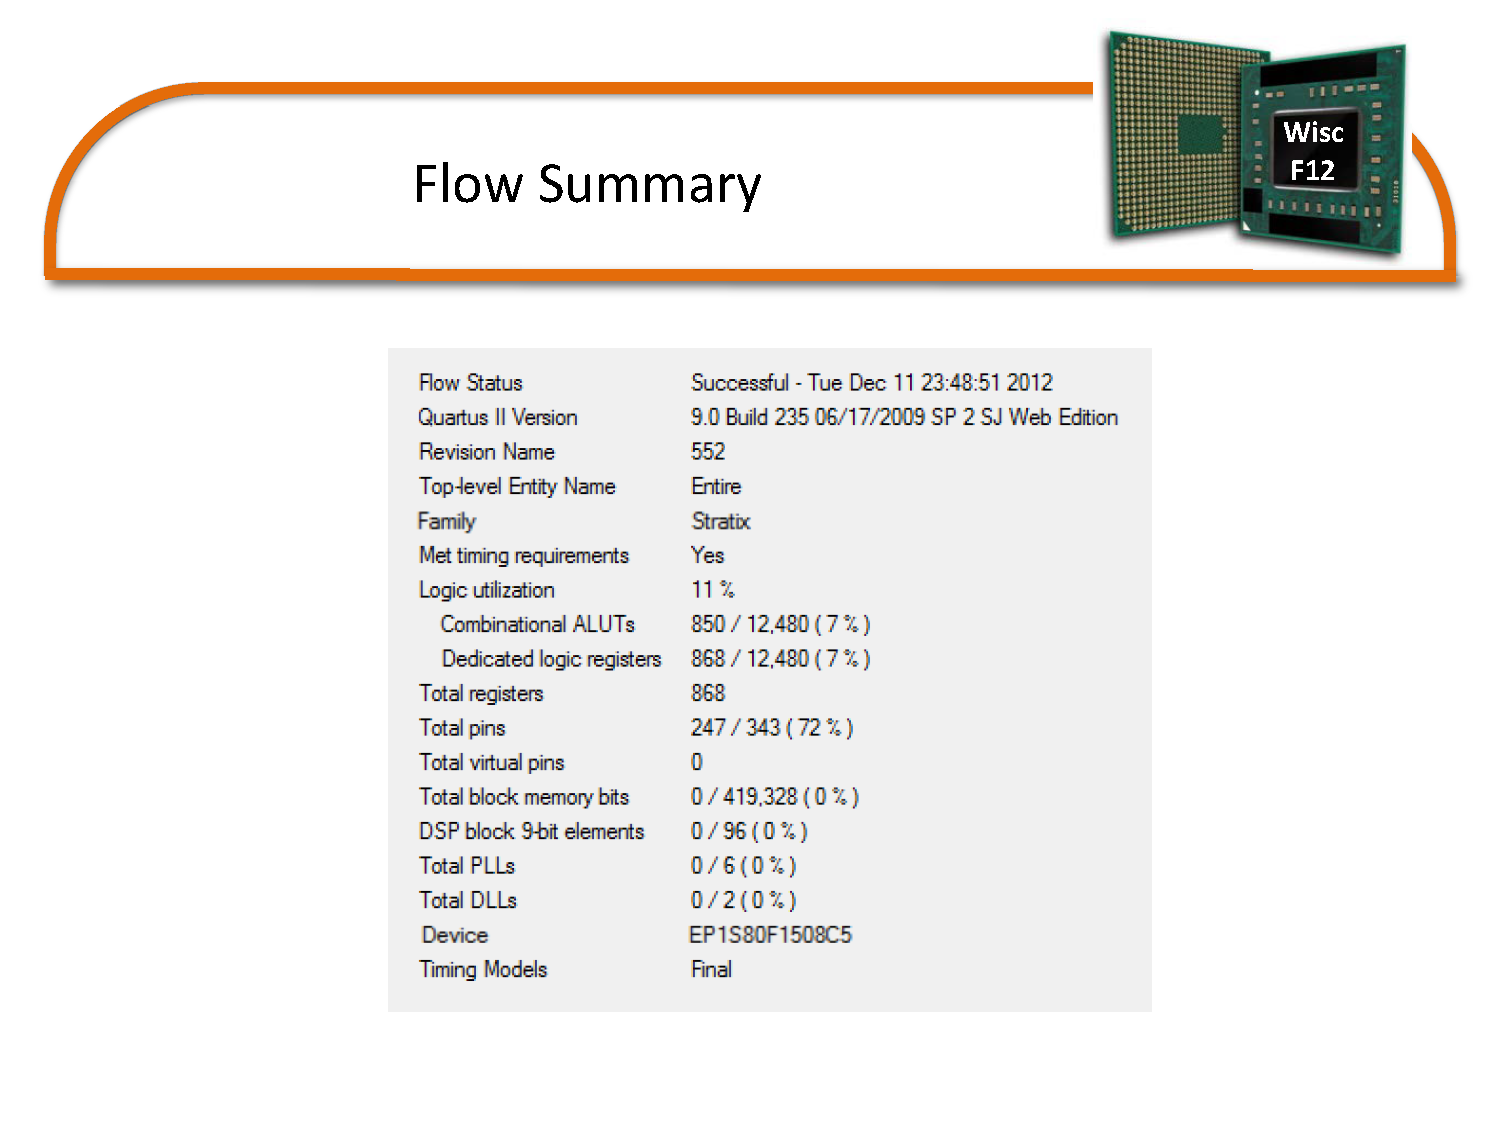 Wisc
F12
Flow Summary
Flow Status Successful - Tue Dec 11 23:48:51 2012
Quartus II Version 9.0 Build 235 06/17/2009 SP 2 SJ Web Edition
Revision Name 552
Top-level Entity Name Entire
Family Stratix
Met timing requirements Yes
Logic utilization 11 %
Combinational ALUTs 850 / 12,480 ( 7 % )
Dedicated logic registers 868 / 12,480 ( 7 % )
Total registers 868
Total pins 247 / 343 ( 72 % )
Total virtual pins 0
Total block memory bits 0 / 419,328 ( 0 % )
DSP block 9-bit elements 0 / 96 ( 0 % )
Total PLLs 0 / 6 ( 0 % )
Total DLLs 0 / 2 ( 0 % )
Device EP1S80F1508C5
Timing Models Final